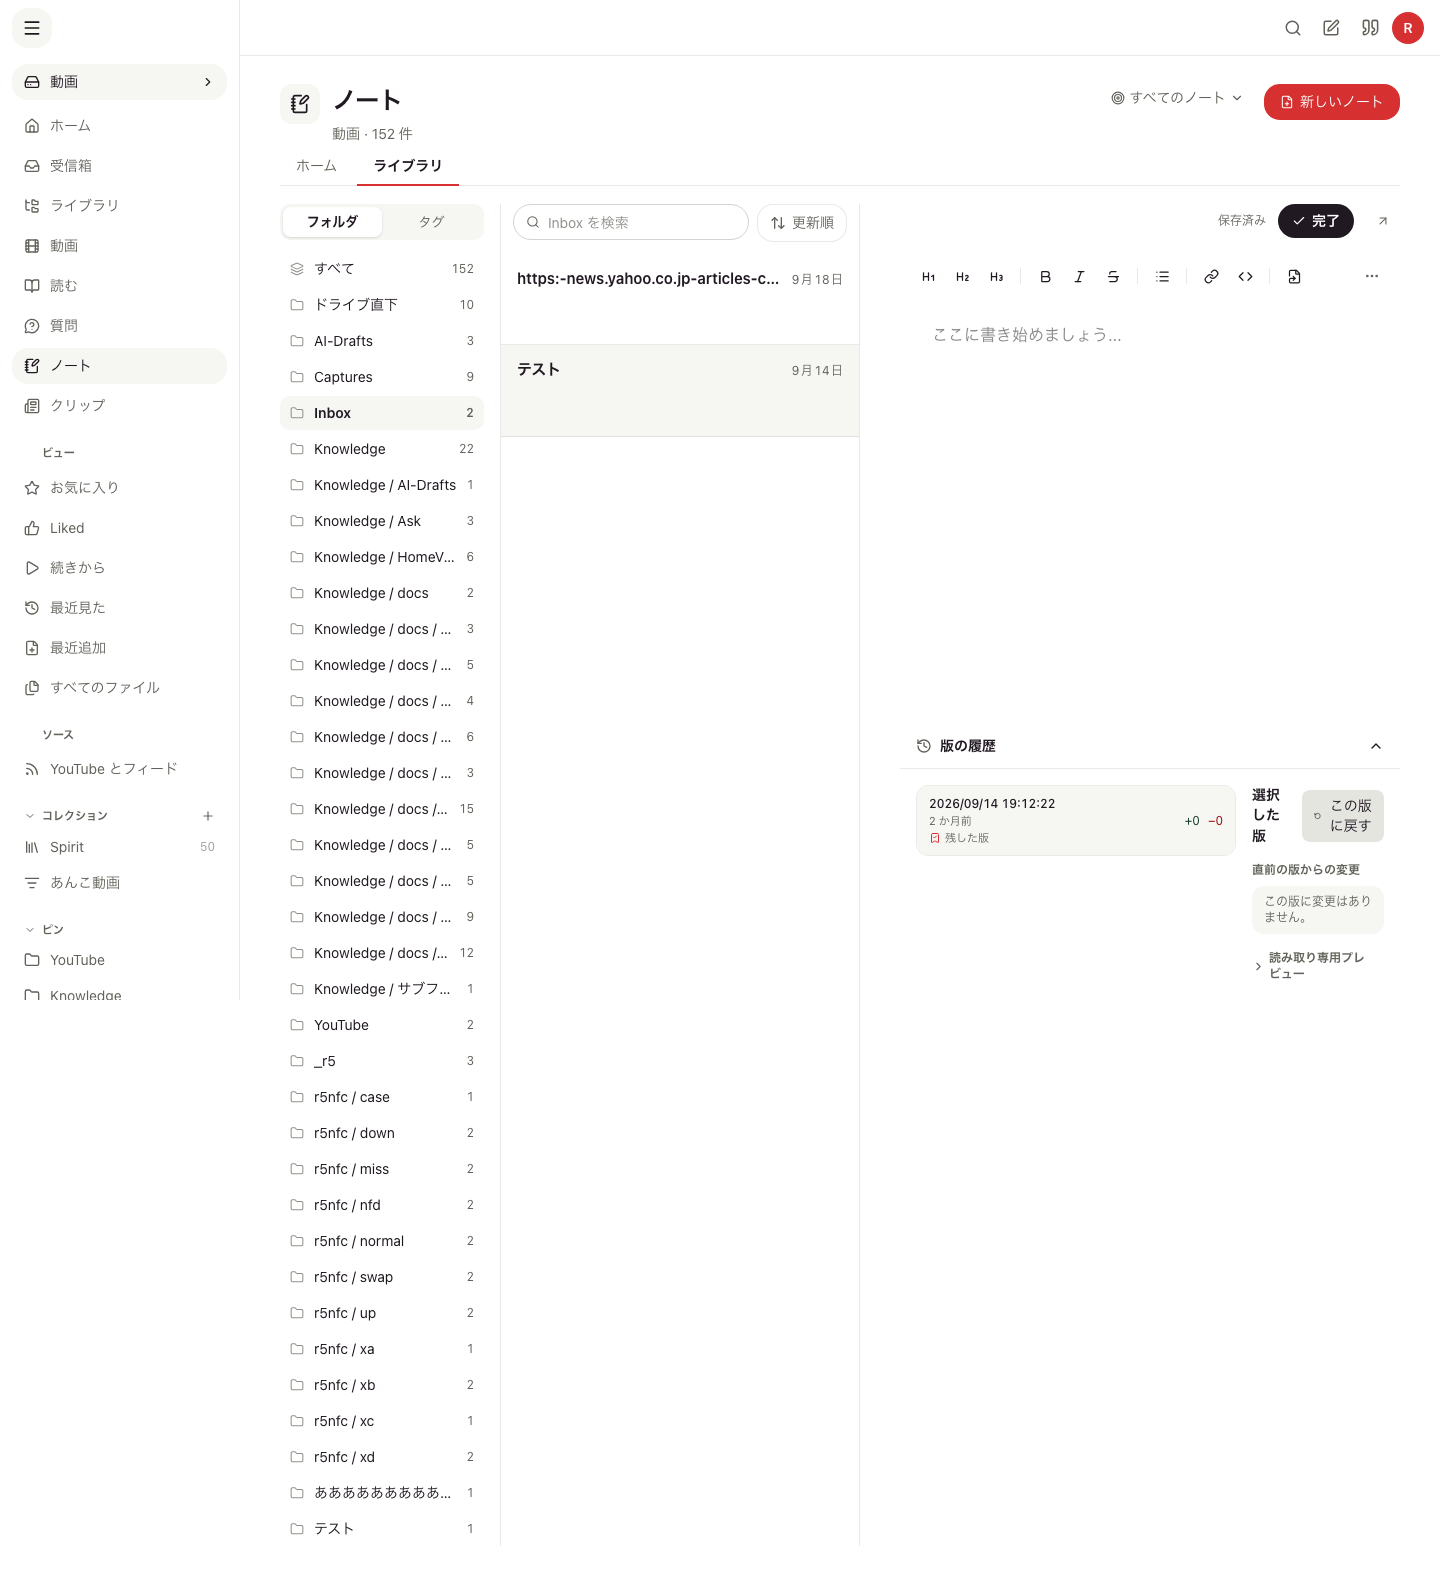 動画
ホーム
受信箱
ライブラリ
動画
読む
質問
ノート
クリップ
ビュー
お気に入り
Liked
続きから
最近見た
最近追加
すべてのファイル
ソース
YouTube とフィード
コレクション
Spirit 50
あんこ動画
ピン
YouTube
Knowledge
R
ノート
動画 · 152 件
すべてのノート
新しいノート
ホーム
ライブラリ
フォルダ
タグ
すべて 152
ドライブ直下 10
AI-Drafts 3
Captures 9
Inbox 2
Knowledge 22
Knowledge / AI-Drafts 1
Knowledge / Ask 3
Knowledge / HomeV... 6
Knowledge / docs 2
Knowledge / docs / ... 3
Knowledge / docs / ... 5
Knowledge / docs / ... 4
Knowledge / docs / ... 6
Knowledge / docs / ... 3
Knowledge / docs /... 15
Knowledge / docs / ... 5
Knowledge / docs / ... 5
Knowledge / docs / ... 9
Knowledge / docs /... 12
Knowledge / サブフ... 1
YouTube 2
_r5 3
r5nfc / case 1
r5nfc / down 2
r5nfc / miss 2
r5nfc / nfd 2
r5nfc / normal 2
r5nfc / swap 2
r5nfc / up 2
r5nfc / xa 1
r5nfc / xb 2
r5nfc / xc 1
r5nfc / xd 2
ああああああああああ... 1
テスト 1
Inbox を検索
更新順
https:-news.yahoo.co.jp-articles-c... 9月18日
テスト 9月14日
保存済み
完了
H1 H2 H3 B I S
ここに書き始めましょう...
版の履歴
2026/09/14 19:12:22
2 か月前
残した版
+0 −0
選択
した
版
この版
に戻す
直前の版からの変更
この版に変更はあり
ません。
読み取り専用プレ
ビュー